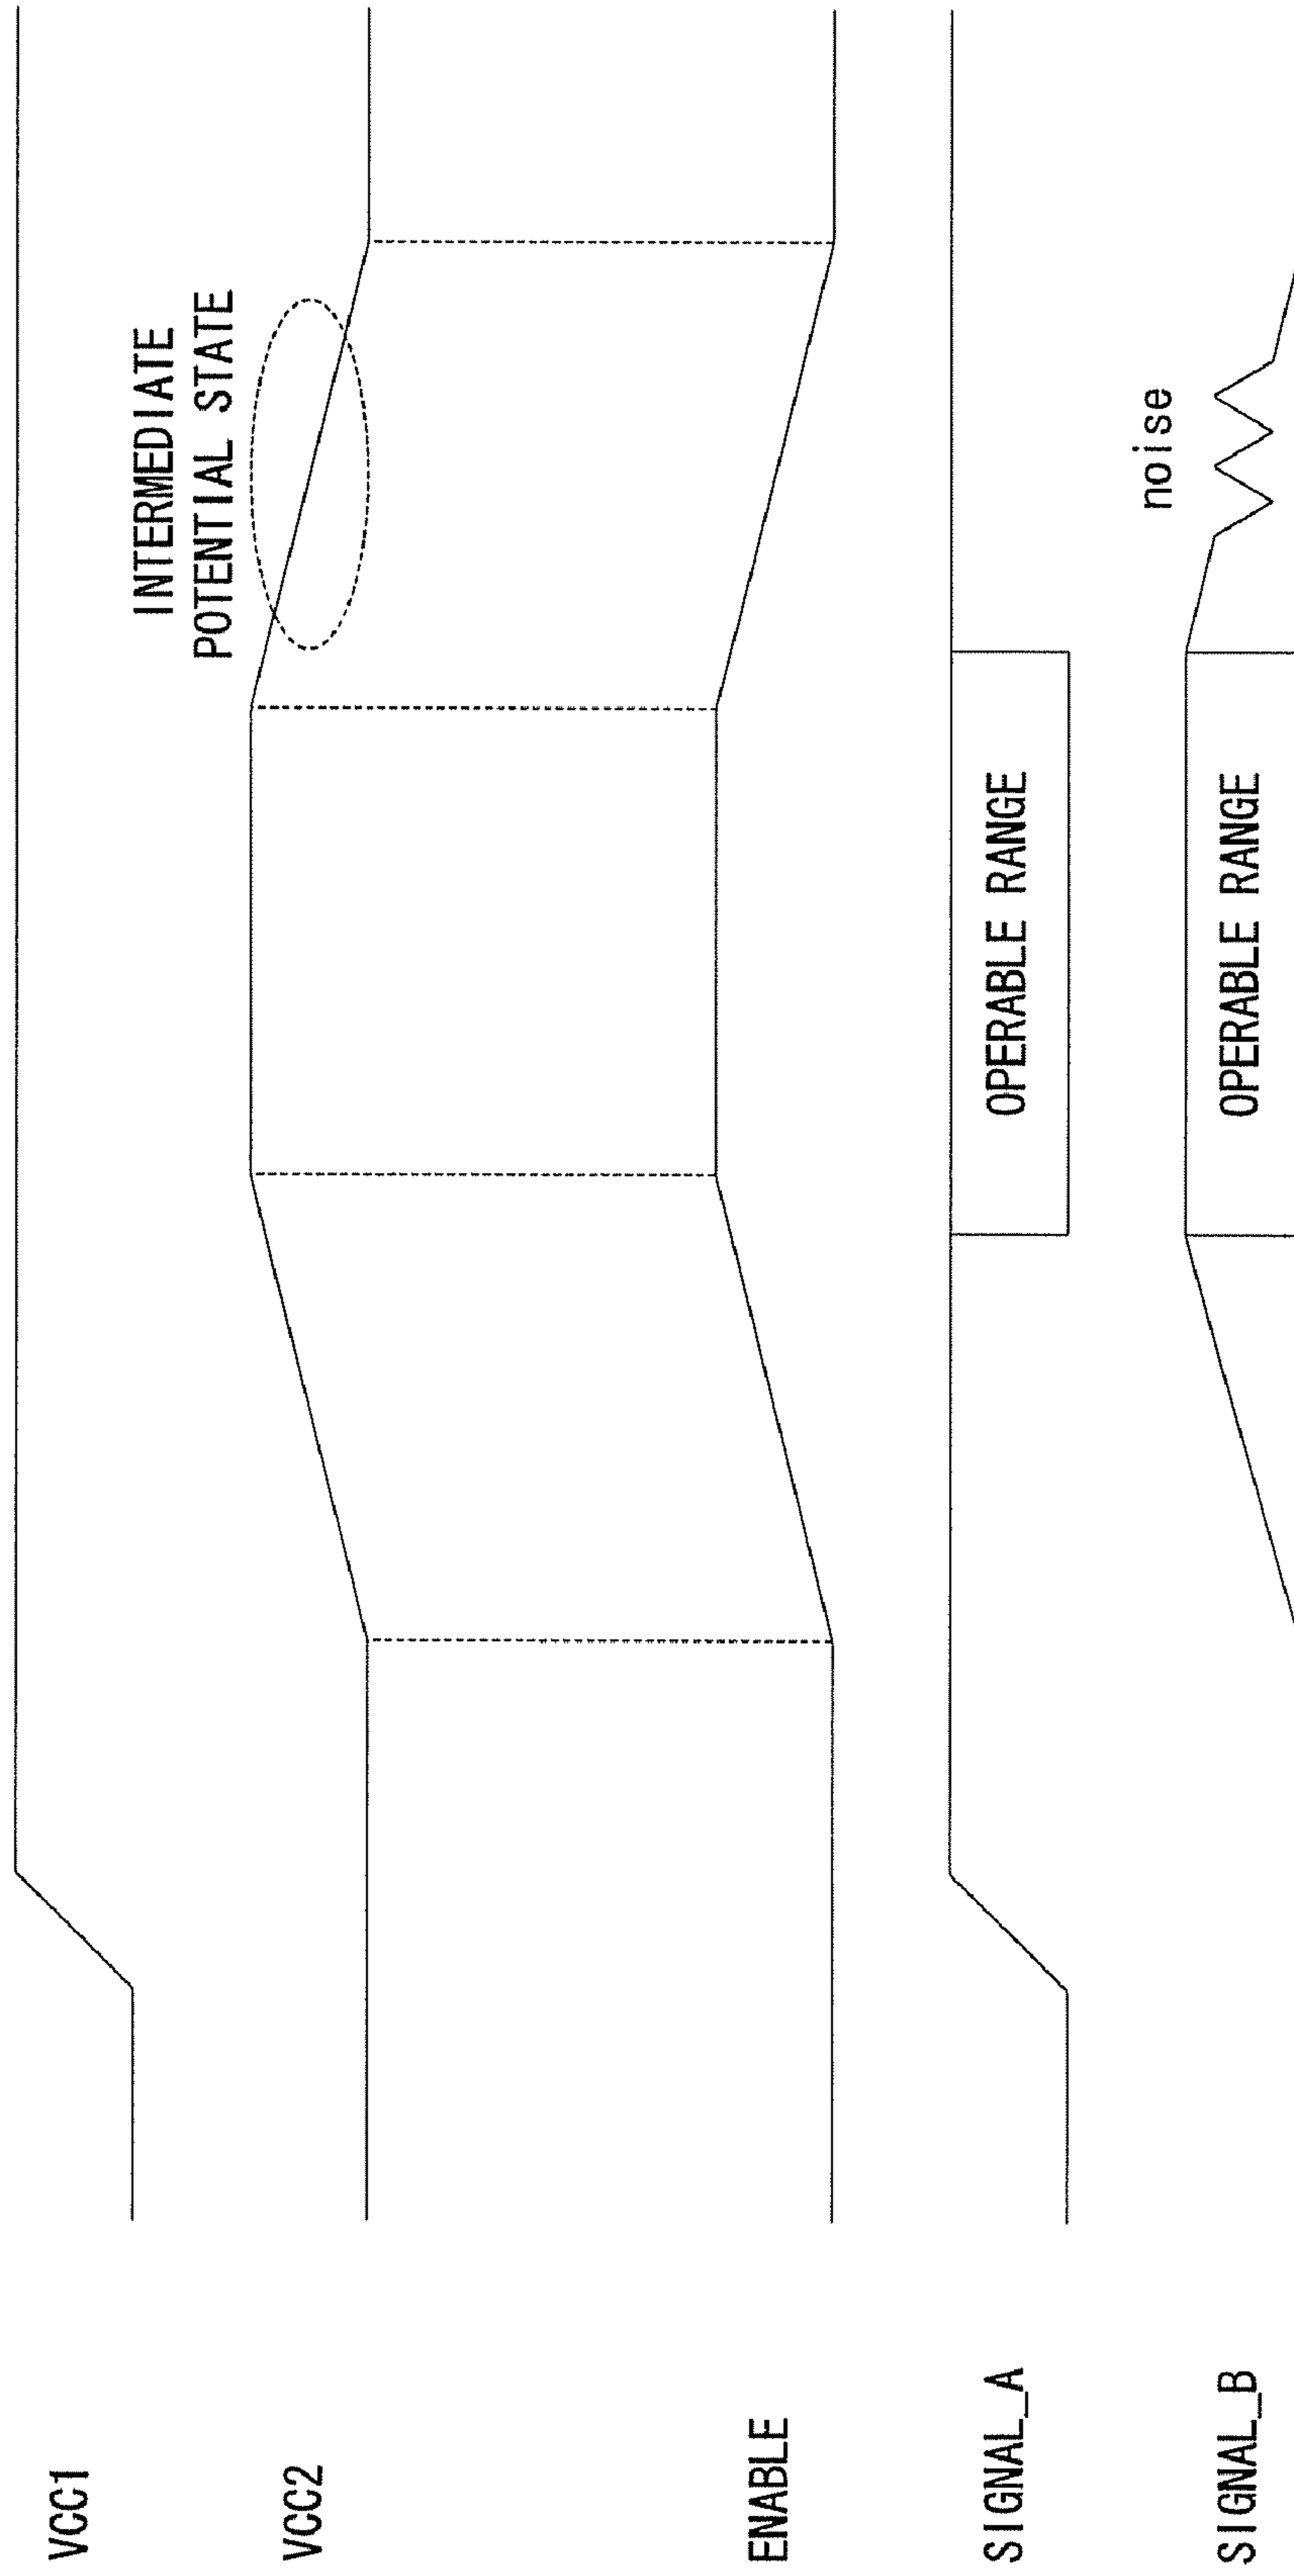 VCC1
INTERMEDIATE
POTENTIAL STATE
VCC2
ENABLE
SIGNAL_A
OPERABLE RANGE
noise
SIGNAL_B
OPERABLE RANGE